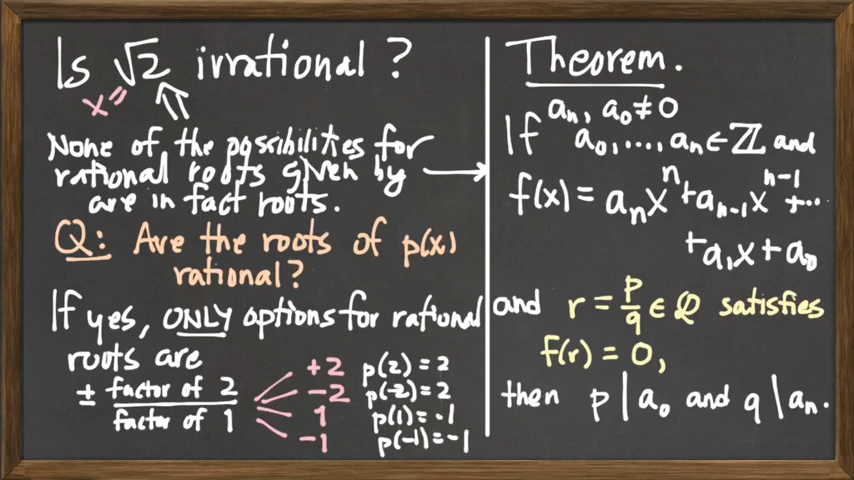 Is √2 irrational?
x=
None of the possibilities for
rational roots given by
are in fact roots.
Q: Are the roots of p(x)
rational?
If yes, ONLY options for rational
roots are
± factor of 2
factor of 1
+2
-2
1
-1
p(2) = 2
p(-2) = 2
p(1) = -1
p(-1) = -1
Theorem.
aₙ, a₀ ≠ 0
If a₀, ..., aₙ ∈ ℤ and
f(x) = aₙxⁿ + aₙ₋₁xⁿ⁻¹ + ...
+ a₁x + a₀
and r = p/q ∈ ℚ satisfies
f(r) = 0,
then p | a₀ and q | aₙ.